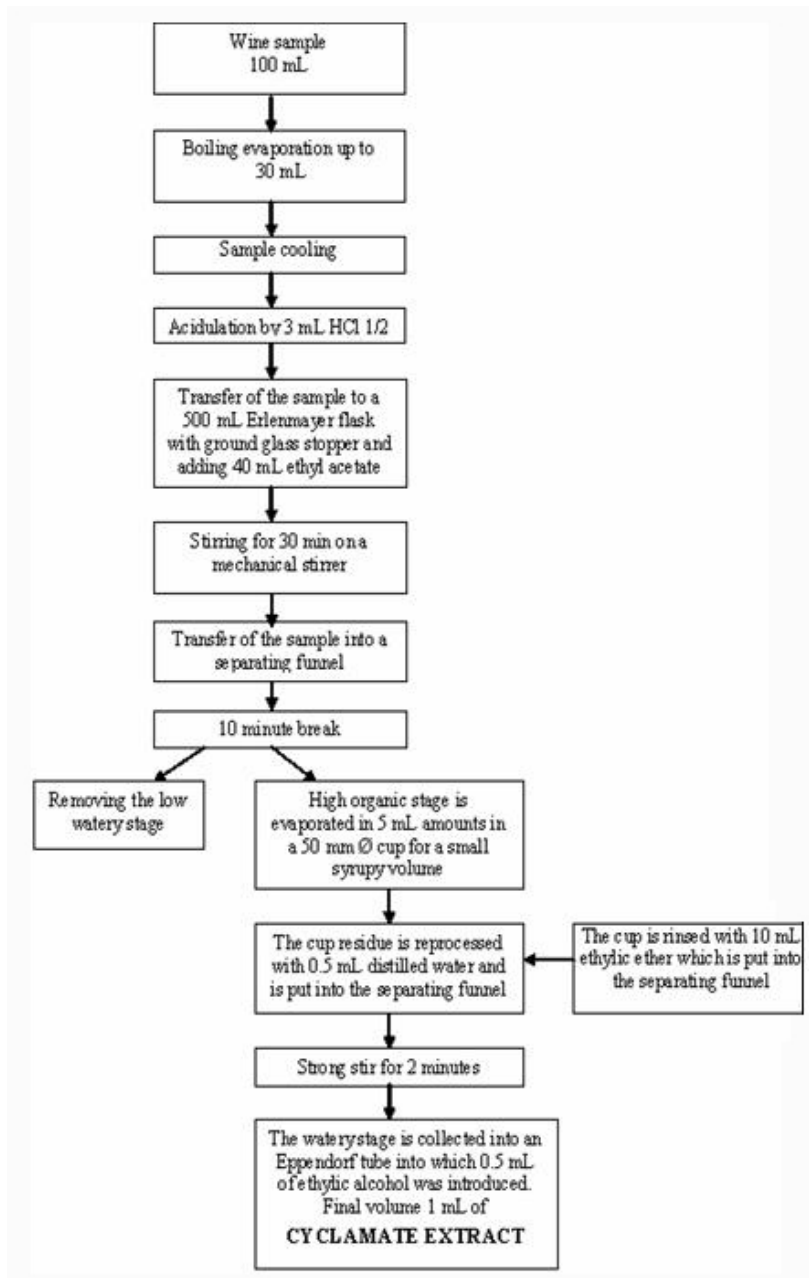 Wine sample
100 mL
Boiling evaporation up to
30 mL
Sample cooling
Acidulation by 3 mL HCl 1/2
Transfer of the sample to a
500 mL Erlenmayer flask
with ground glass stopper and
adding 40 mL ethyl acetate
Stirring for 30 min on a
mechanical stirrer
Transfer of the sample into a
separating funnel
10 minute break
Removing the low
watery stage
High organic stage is
evaporated in 5 mL amounts in
a 50 mm Ø cup for a small
syrupy volume
The cup residue is reprocessed
with 0.5 mL distilled water and
is put into the separating funnel
The cup is rinsed with 10 mL
ethylic ether which is put into
the separating funnel
Strong stir for 2 minutes
The watery stage is collected into an
Eppendorf tube into which 0.5 mL
of ethylic alcohol was introduced.
Final volume 1 mL of
CYCLAMATE EXTRACT